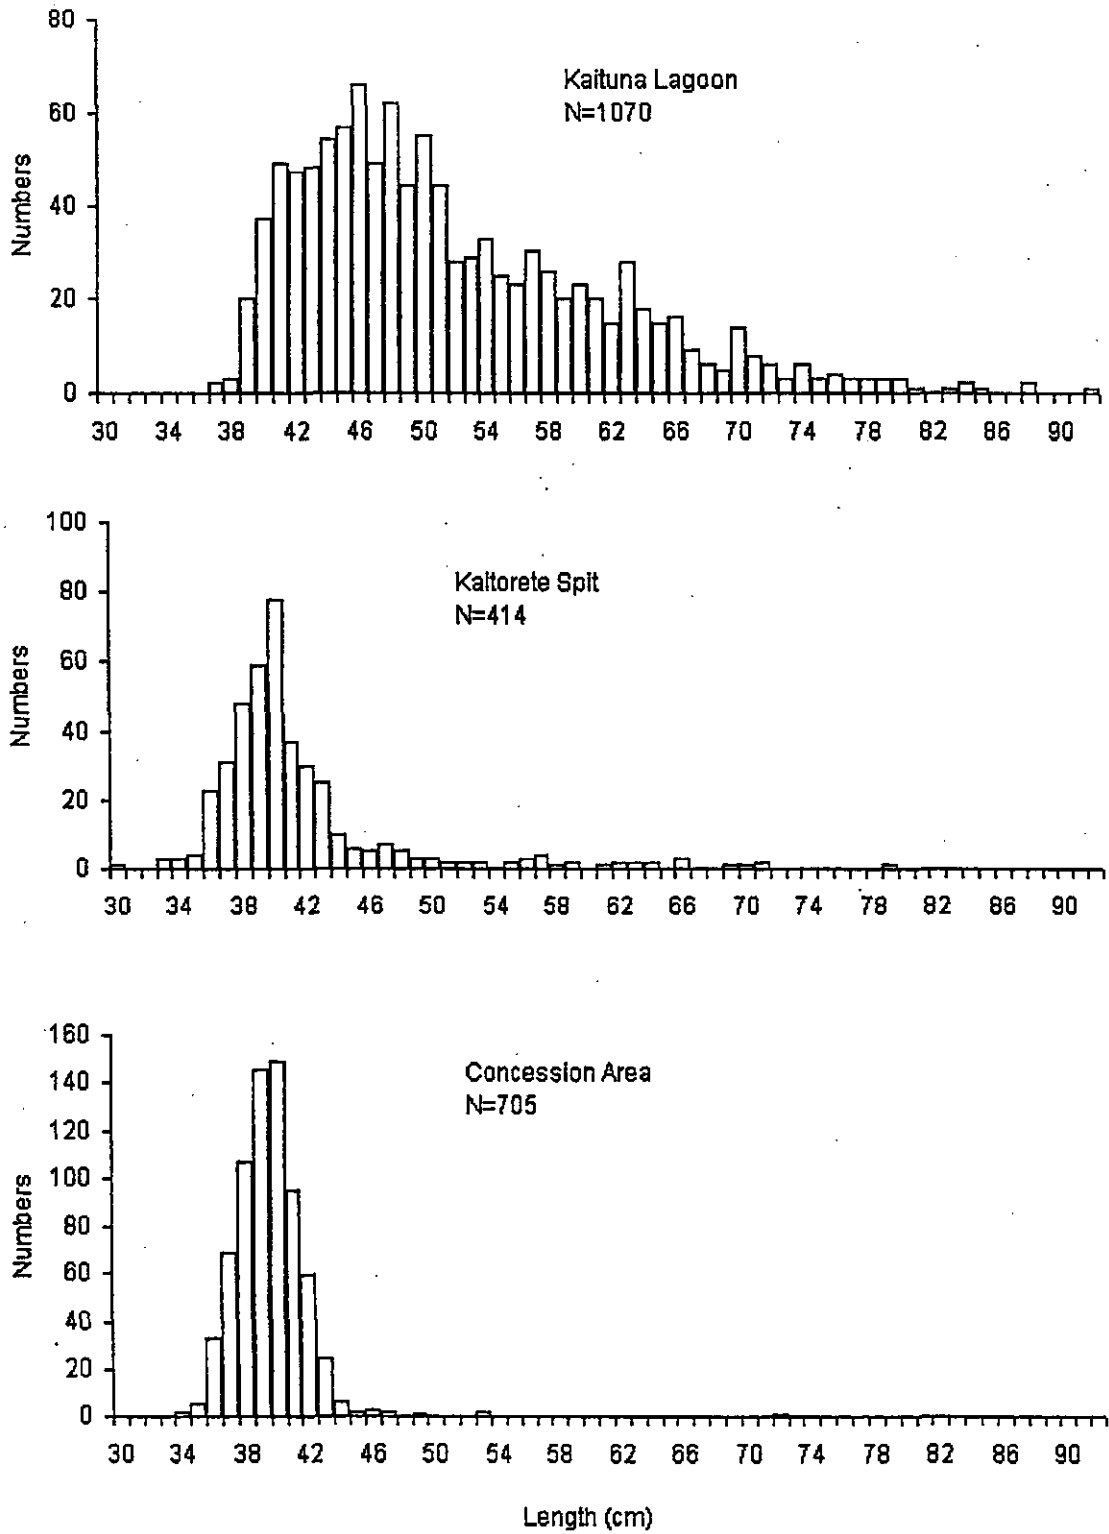 80
60
40
20
0
Numbers
Kaituna Lagoon
N=1070
30 34 38 42 46 50 54 58 62 66 70 74 78 82 86 90
100
80
60
40
20
0
Numbers
Kaitorete Spit
N=414
30 34 38 42 46 50 54 58 62 66 70 74 78 82 86 90
160
140
120
100
80
60
40
20
0
Numbers
Concession Area
N=705
30 34 38 42 46 50 54 58 62 66 70 74 78 82 86 90
Length (cm)